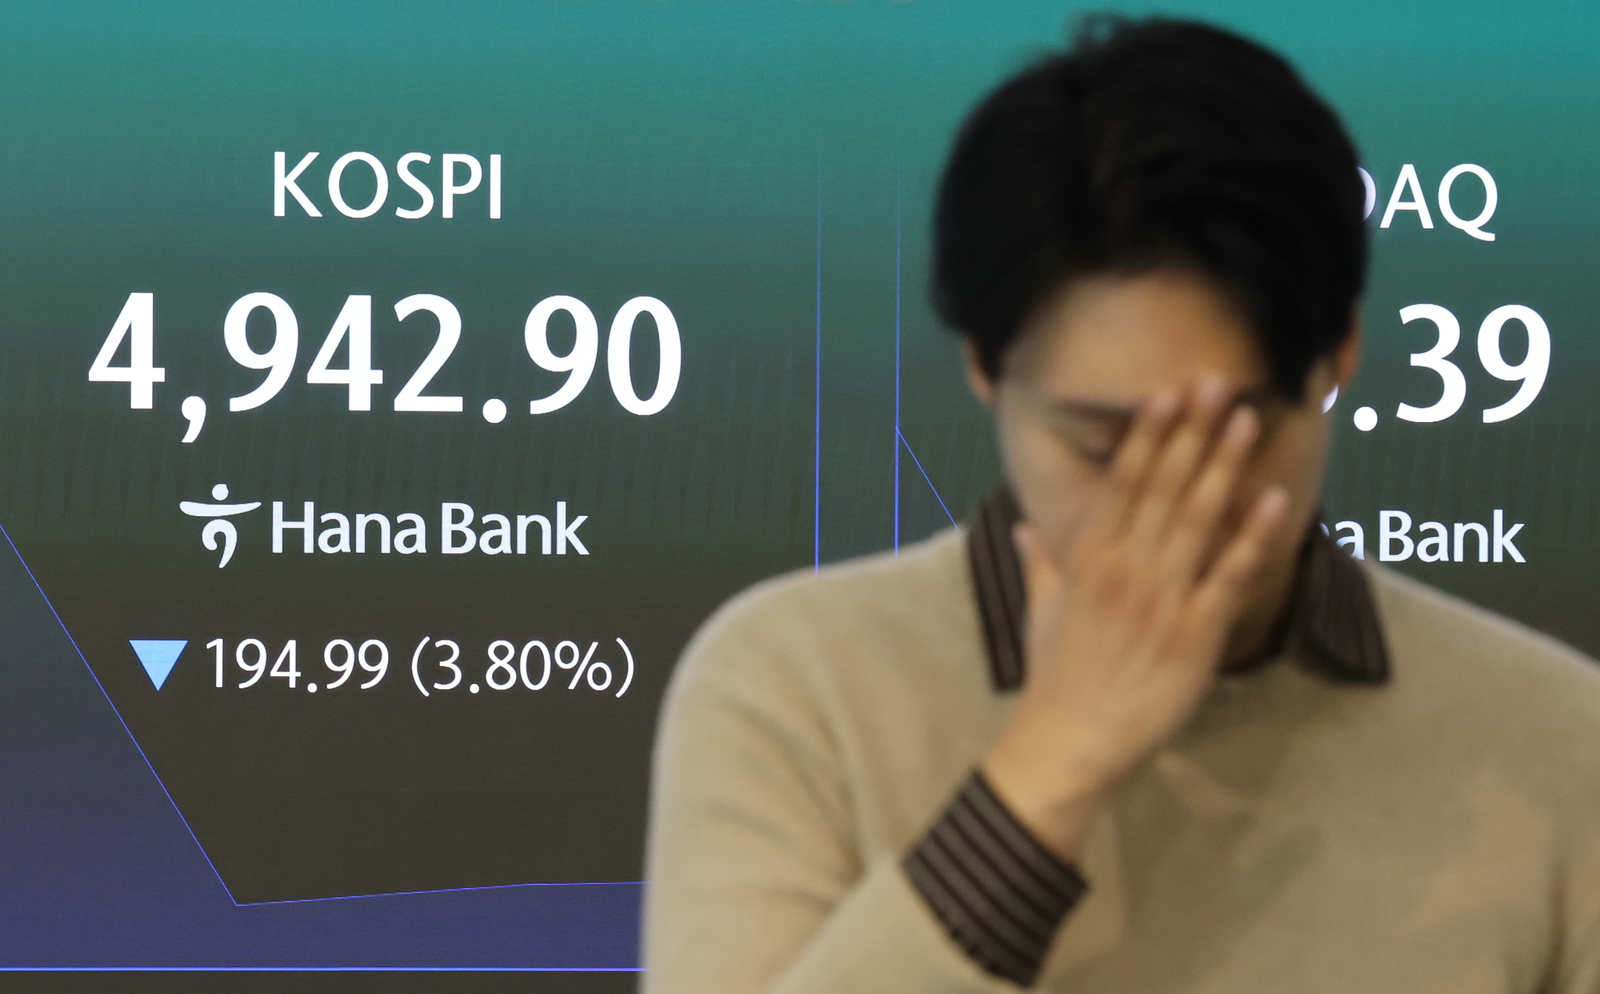 KOSPI
4,942.90
Hana Bank
▼ 194.99 (3.80%)
DAQ
.39
a Bank